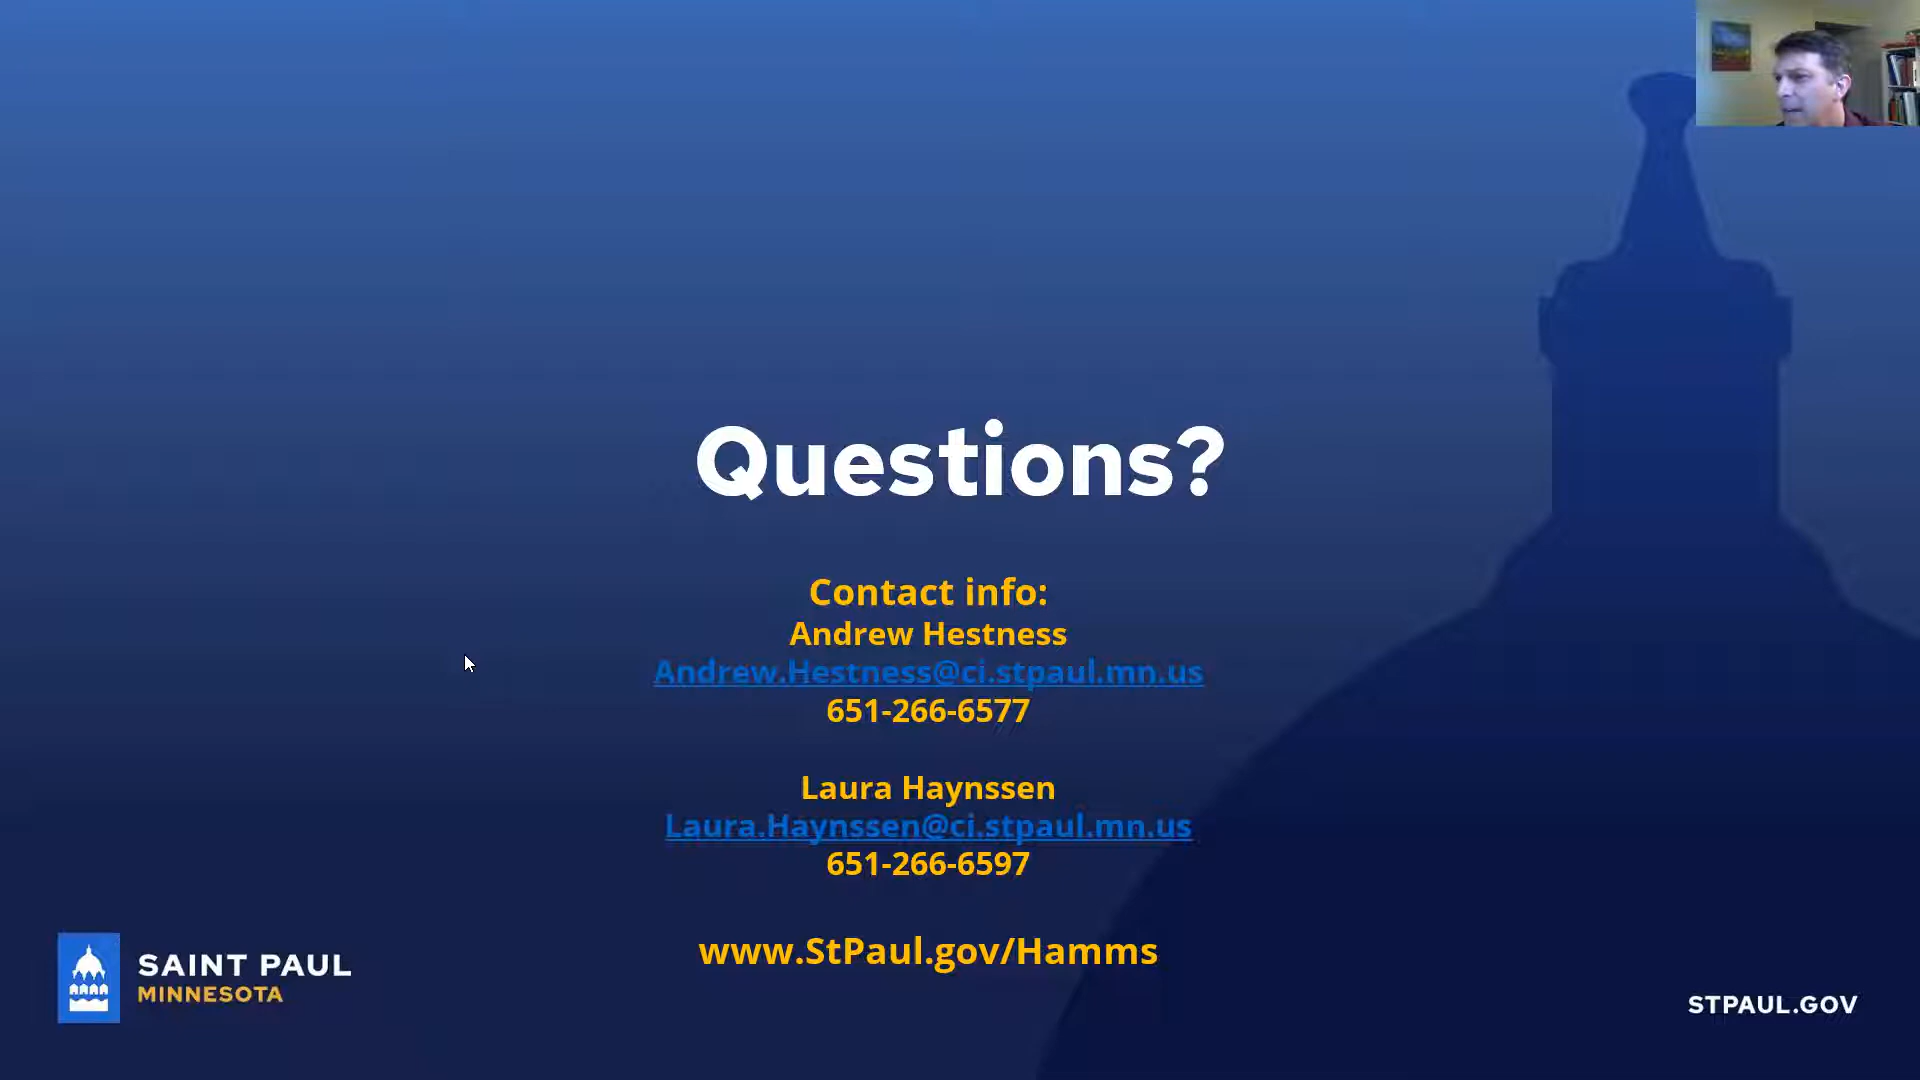 Questions?
Contact info:
Andrew Hestness
Andrew.Hestness@ci.stpaul.mn.us
651-266-6577
Laura Haynssen
Laura.Haynssen@ci.stpaul.mn.us
651-266-6597
www.StPaul.gov/Hamms
SAINT PAUL
MINNESOTA
STPAUL.GOV